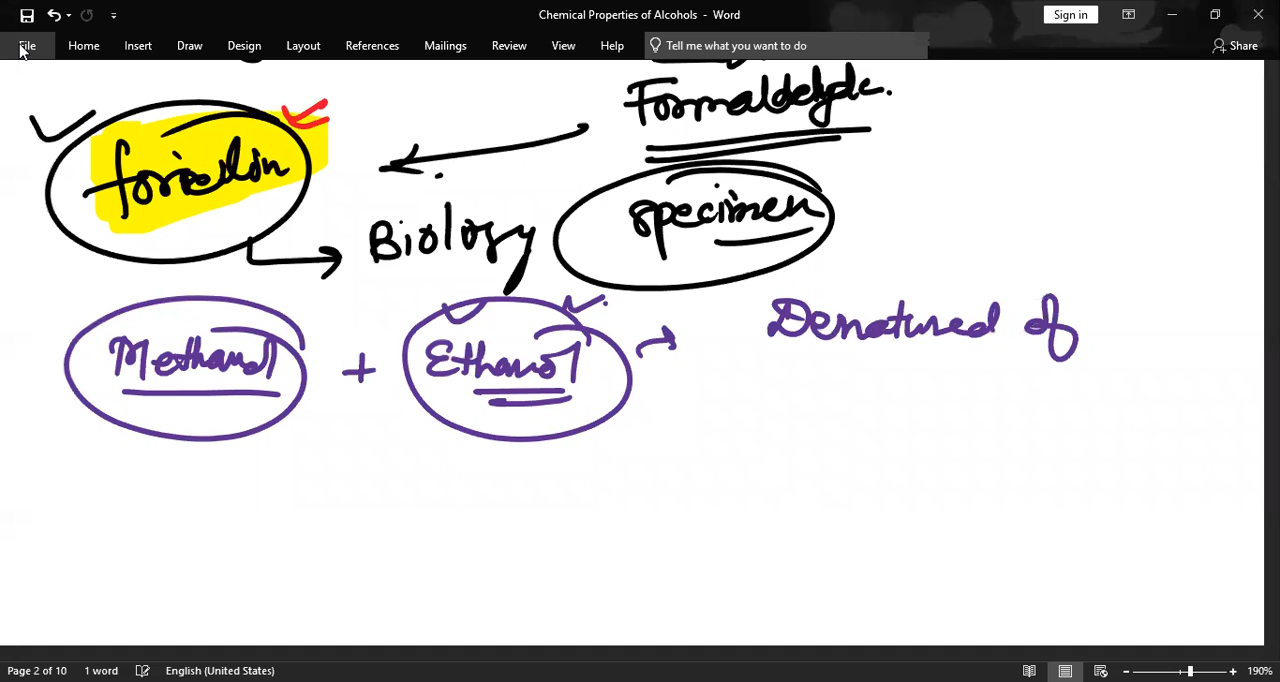 Chemical Properties of Alcohols - Word
Sign in
File Home Insert Draw Design Layout References Mailings Review View Help Tell me what you want to do Share
Formaldehyde.
specimen
Biology
Methanol + Ethanol → Denatured of
Page 2 of 10 1 word English (United States) 190%